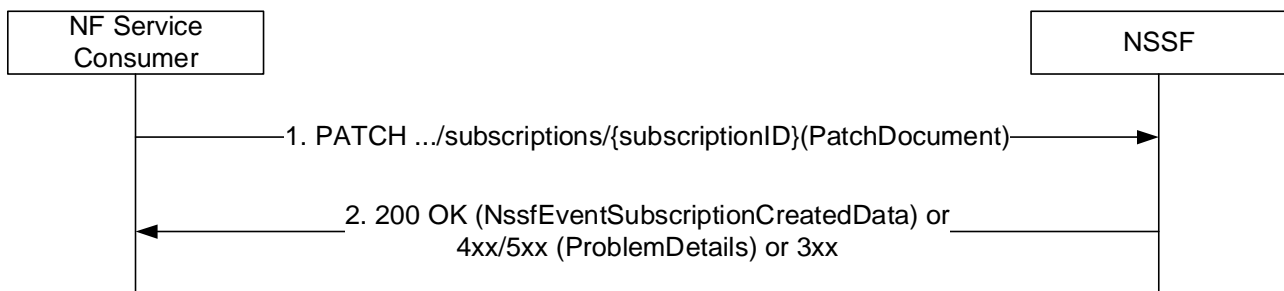 NF Service
Consumer
NSSF
1. PATCH .../subscriptions/{subscriptionID}(PatchDocument)
2. 200 OK (NssfEventSubscriptionCreatedData) or
4xx/5xx (ProblemDetails) or 3xx